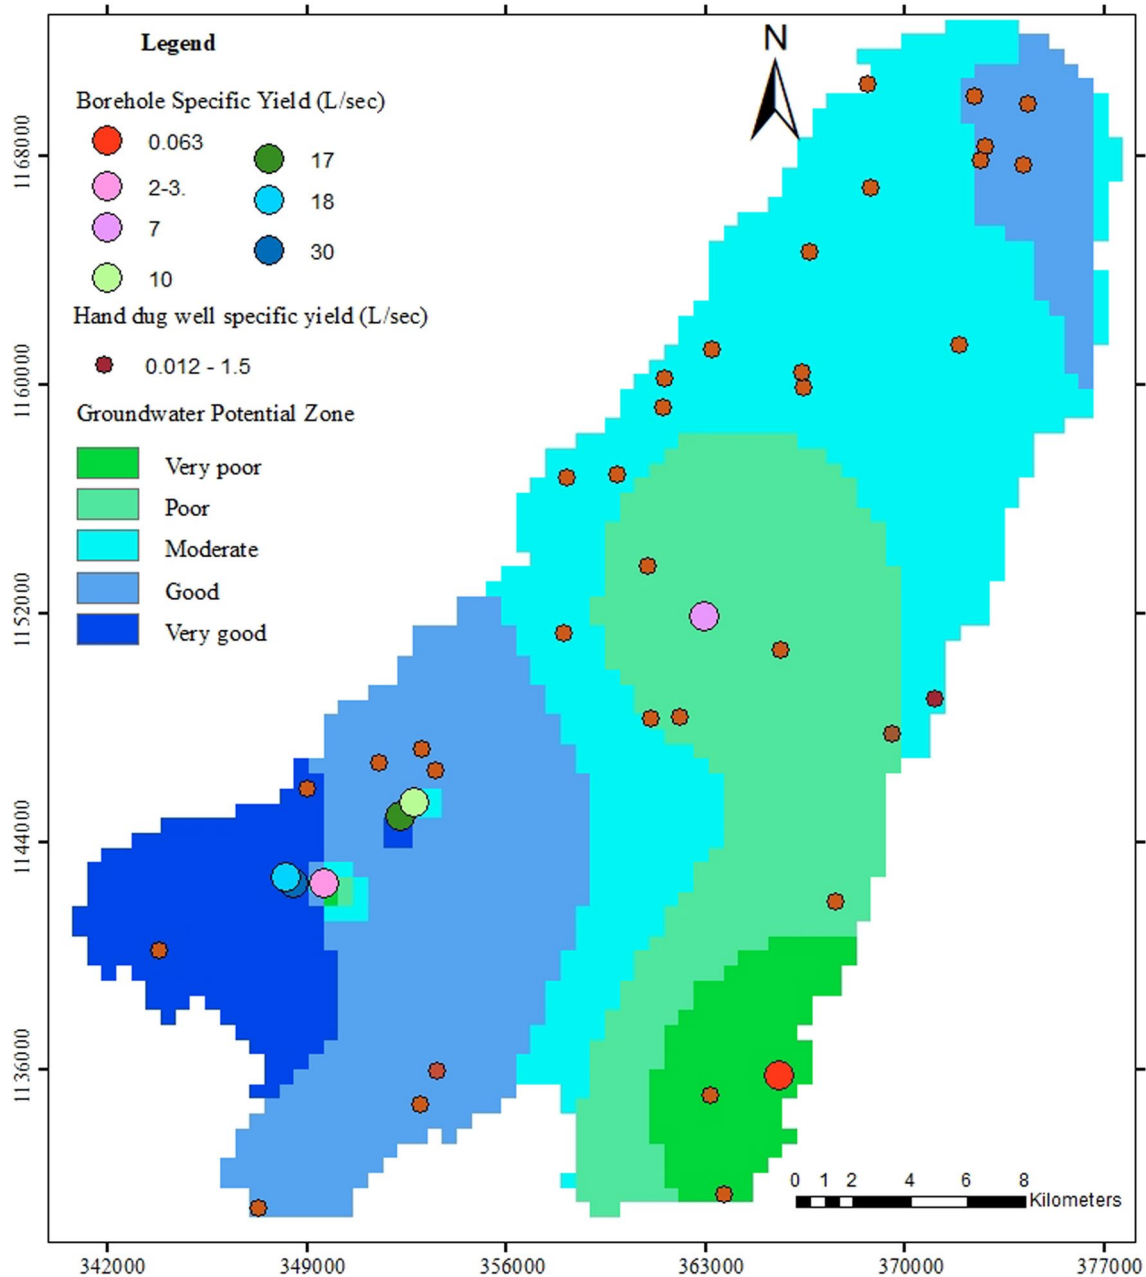 Legend
N
Borehole Specific Yield (L/sec)
0.063
17
2-3.
18
7
30
10
Hand dug well specific yield (L/sec)
0.012 - 1.5
Groundwater Potential Zone
Very poor
Poor
Moderate
Good
Very good
1168000
1160000
1152000
1144000
1136000
0 1 2 4 6 8
Kilometers
342000 349000 356000 363000 370000 377000